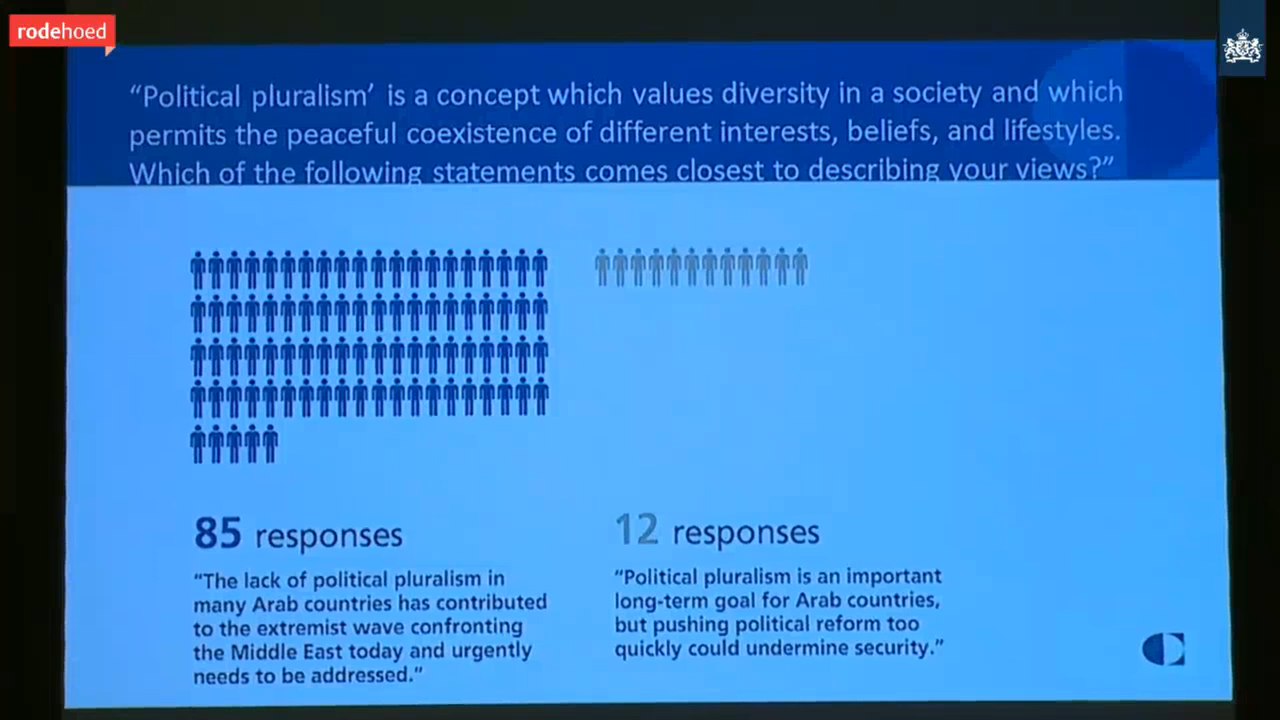 rodehoed
“Political pluralism’ is a concept which values diversity in a society and which
permits the peaceful coexistence of different interests, beliefs, and lifestyles.
Which of the following statements comes closest to describing your views?”
85 responses
“The lack of political pluralism in
many Arab countries has contributed
to the extremist wave confronting
the Middle East today and urgently
needs to be addressed.”
12 responses
“Political pluralism is an important
long-term goal for Arab countries,
but pushing political reform too
quickly could undermine security.”